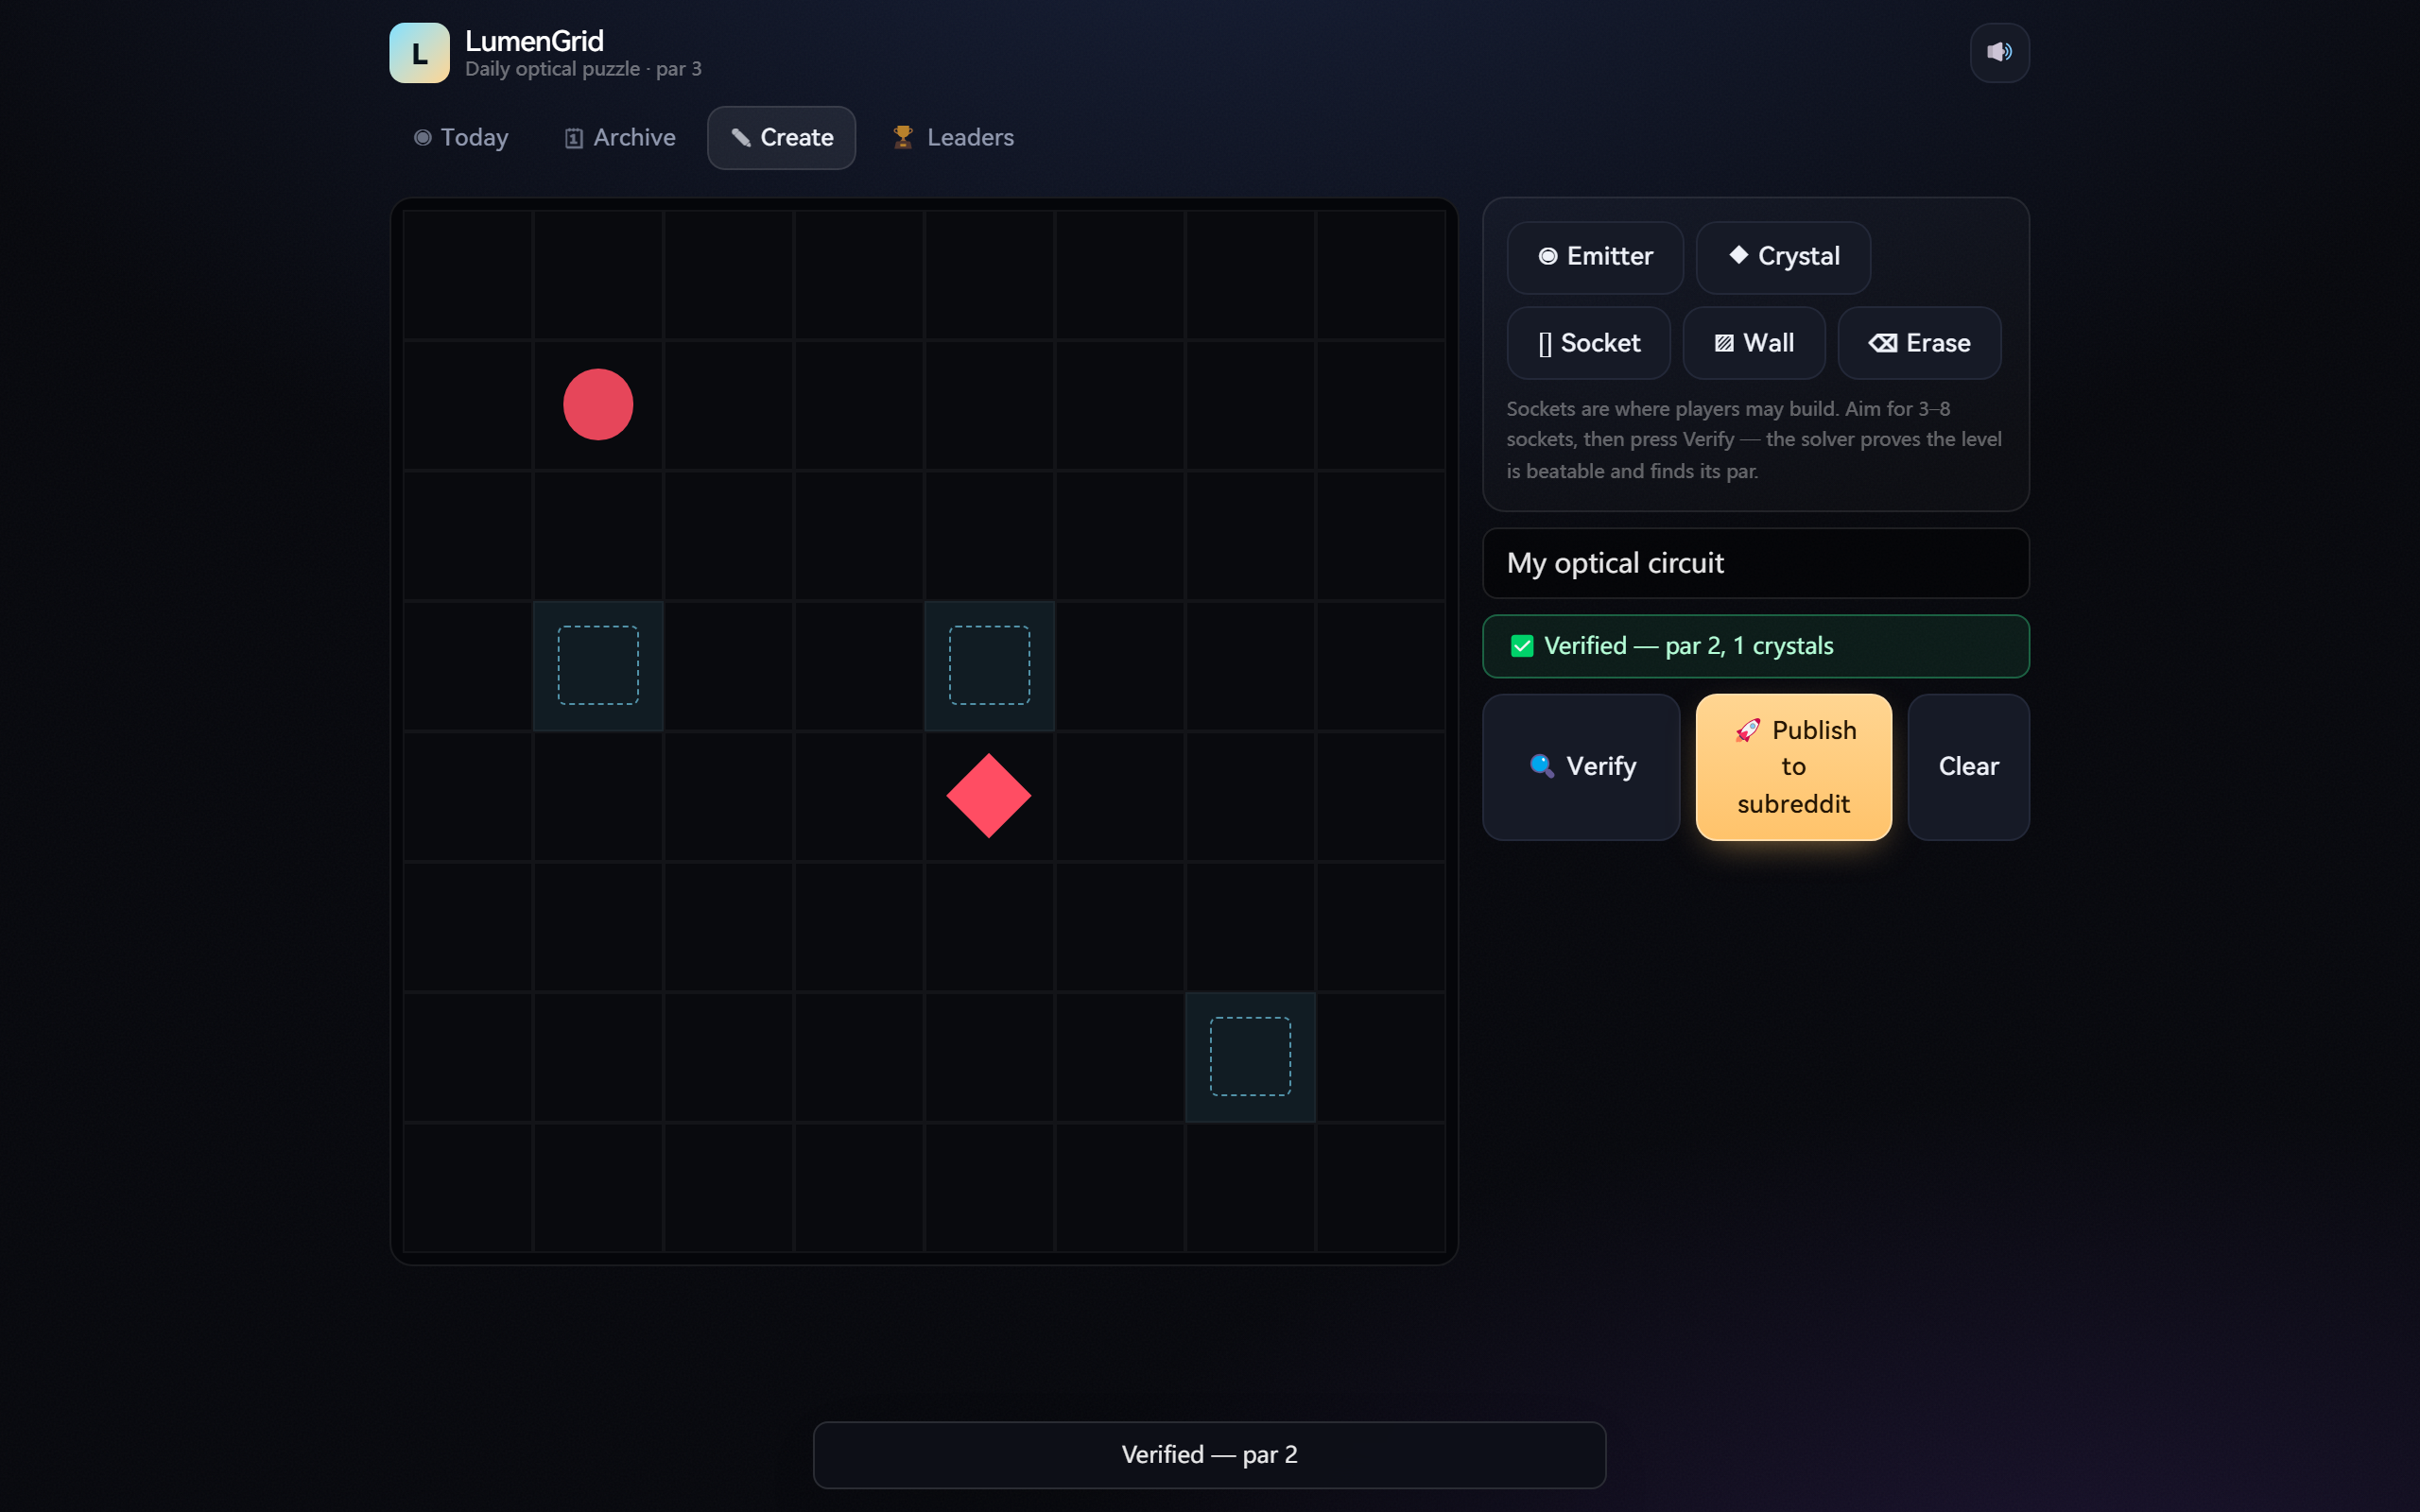 L
LumenGrid
Daily optical puzzle · par 3
Today
Archive
Create
Leaders
Emitter
Crystal
[] Socket
Wall
Erase
Sockets are where players may build. Aim for 3–8
sockets, then press Verify — the solver proves the level
is beatable and finds its par.
My optical circuit
✅ Verified — par 2, 1 crystals
🔍 Verify
🚀 Publish
to
subreddit
Clear
Verified — par 2